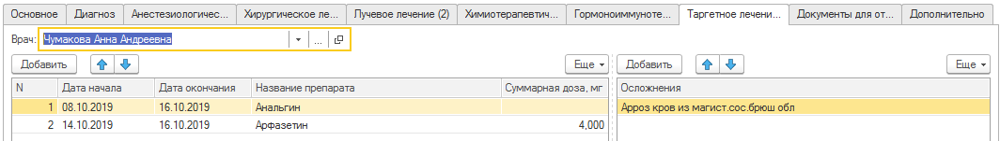 Основное Диагноз Анестезиологичес... Хирургическое ле... Лучевое лечение (2) Химиотерапевтич... Гормоноиммуноте... Таргетное лечени... Документы для от... Дополнительно
Врач: Чумакова Анна Андреевна ...
Добавить Еще Добавить Еще
N Дата начала Дата окончания Название препарата Суммарная доза, мг Осложнения
1 08.10.2019 16.10.2019 Анальгин Арроз кров из магист.сос.брюш обл
2 14.10.2019 16.10.2019 Арфазетин 4,000